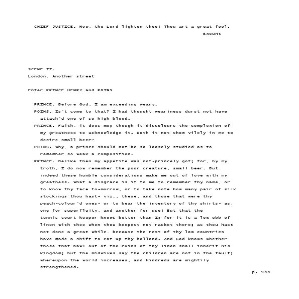 CHIEF JUSTICE. Now, the Lord lighten thee! Thou art a great fool.
Exeunt
SCENE II.
London. Another street
Enter PRINCE HENRY and POINS
PRINCE. Before God, I am exceeding weary.
POINS. Is't come to that? I had thought weariness durst not have
attach'd one of so high blood.
PRINCE. Faith, it does me; though it discolours the complexion of
my greatness to acknowledge it. Doth it not show vilely in me to
desire small beer?
POINS. Why, a prince should not be so loosely studied as to
remember so weak a composition.
PRINCE. Belike then my appetite was not-princely got; for, by my
troth, I do now remember the poor creature, small beer. But
indeed these humble considerations make me out of love with my
greatness. What a disgrace is it to me to remember thy name, or
to know thy face to-morrow, or to take note how many pair of silk
stockings thou hast-
those that were thy
peach-colour'd ones- or to bear the inventory of thy shirts- as,
one for superfluity, and another for use! But that the
tennis-court-keeper knows better than I; for it is a low ebb of
linen with thee when thou keepest not racket there; as thou hast
not done a great while, because the rest of thy low countries
have made a shift to eat up thy holland. And God knows whether
those that bawl out of the ruins of thy linen shall inherit his
kingdom; but the midwives say the children are not in the fault;
whereupon the world increases, and kindreds are mightily
strengthened.